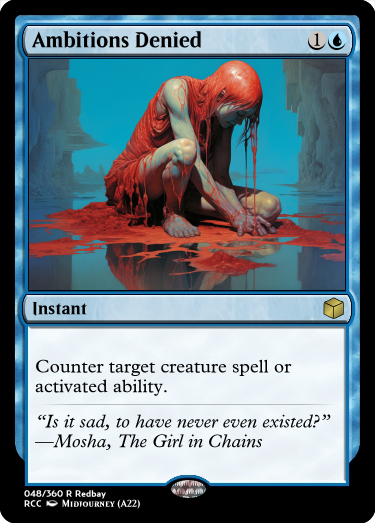 Ambitions Denied 1
Instant
Counter target creature spell or
activated ability.
“Is it sad, to have never even existed?”
—Mosha, The Girl in Chains
048/360 R Redbay
RCC Midjourney (A22)